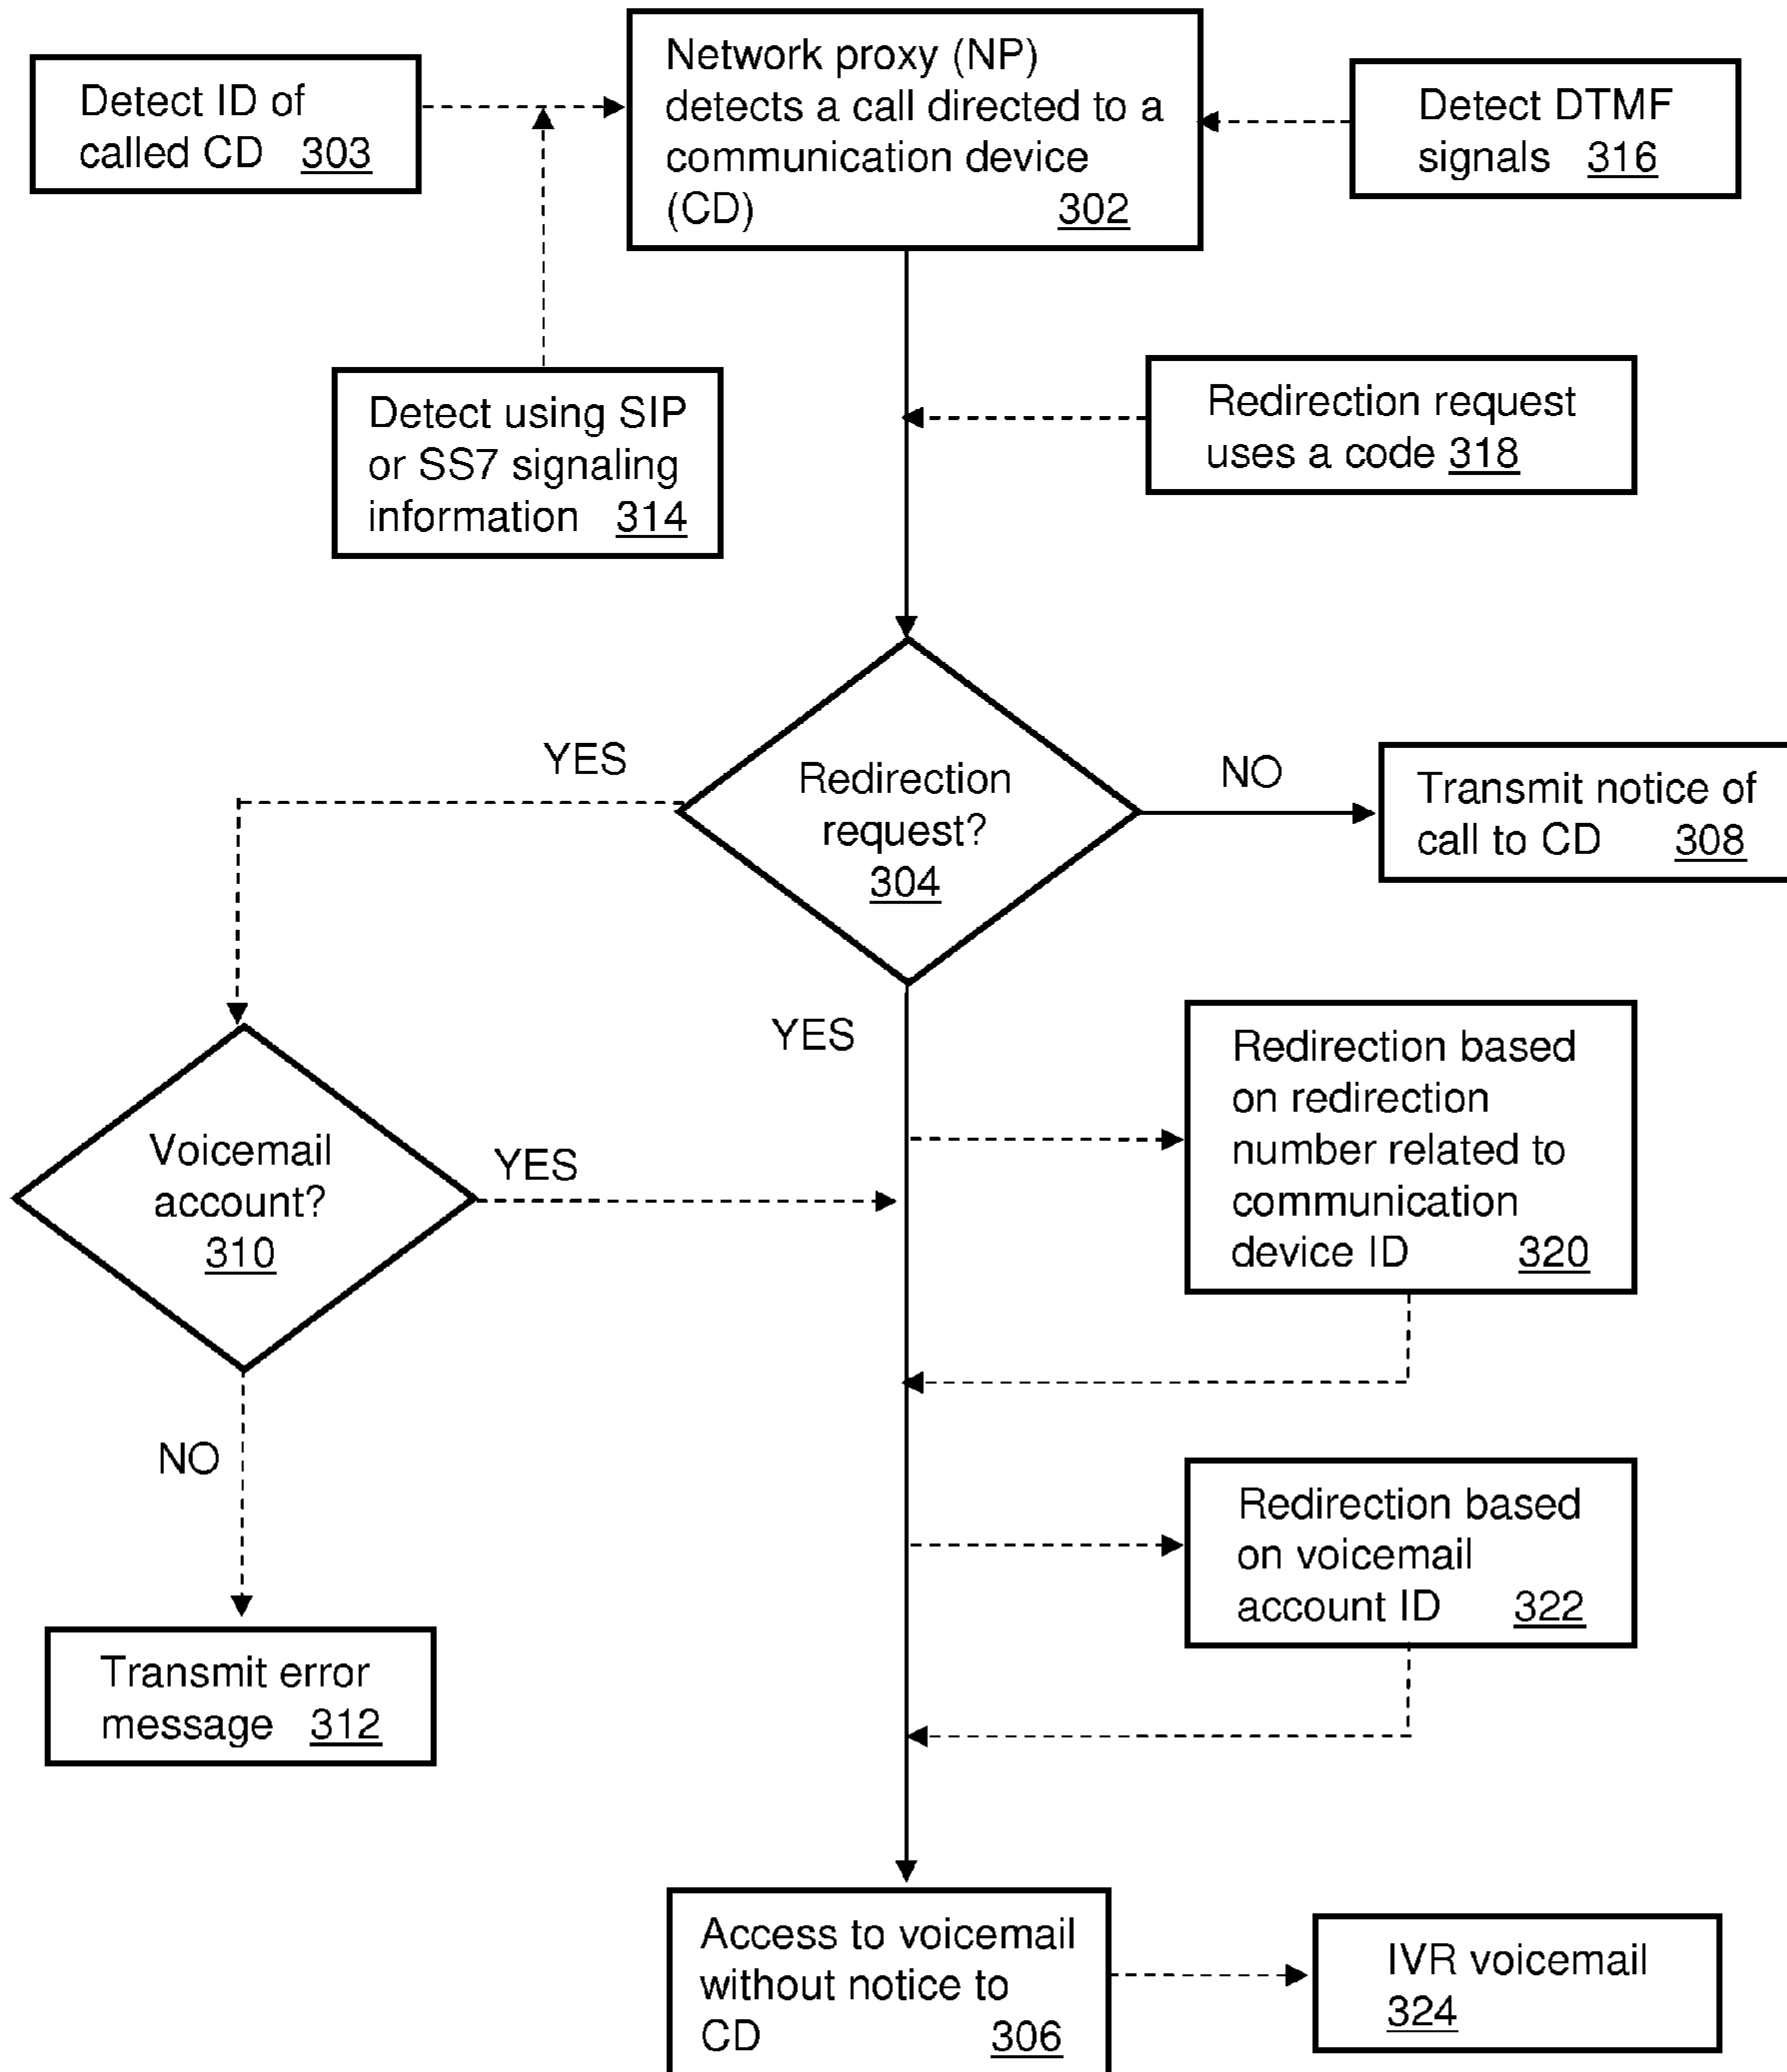 Network proxy (NP)
detects a call directed to a
communication device
(CD) 302
Detect ID of
called CD 303
Detect DTMF
signals 316
Detect using SIP
or SS7 signaling
information 314
Redirection request
uses a code 318
Redirection
request?
304
YES
NO
Transmit notice of
call to CD 308
YES
Voicemail
account?
310
YES
Redirection based
on redirection
number related to
communication
device ID 320
NO
Redirection based
on voicemail
account ID 322
Transmit error
message 312
Access to voicemail
without notice to
CD 306
IVR voicemail
324